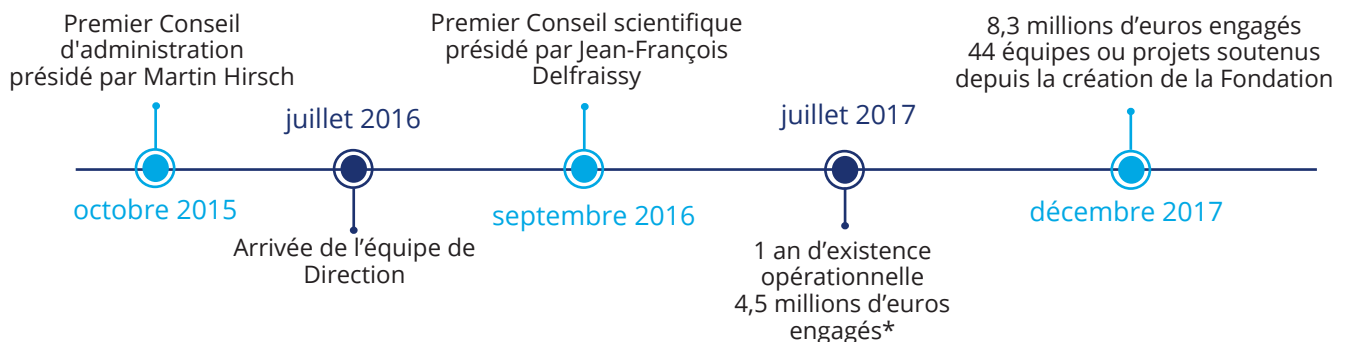 Premier Conseil
d'administration
présidé par Martin Hirsch
octobre 2015
juillet 2016
Arrivée de l’équipe de
Direction
Premier Conseil scientifique
présidé par Jean-François
Delfraissy
septembre 2016
juillet 2017
1 an d’existence
opérationnelle
4,5 millions d’euros
engagés*
8,3 millions d’euros engagés
44 équipes ou projets soutenus
depuis la création de la Fondation
décembre 2017